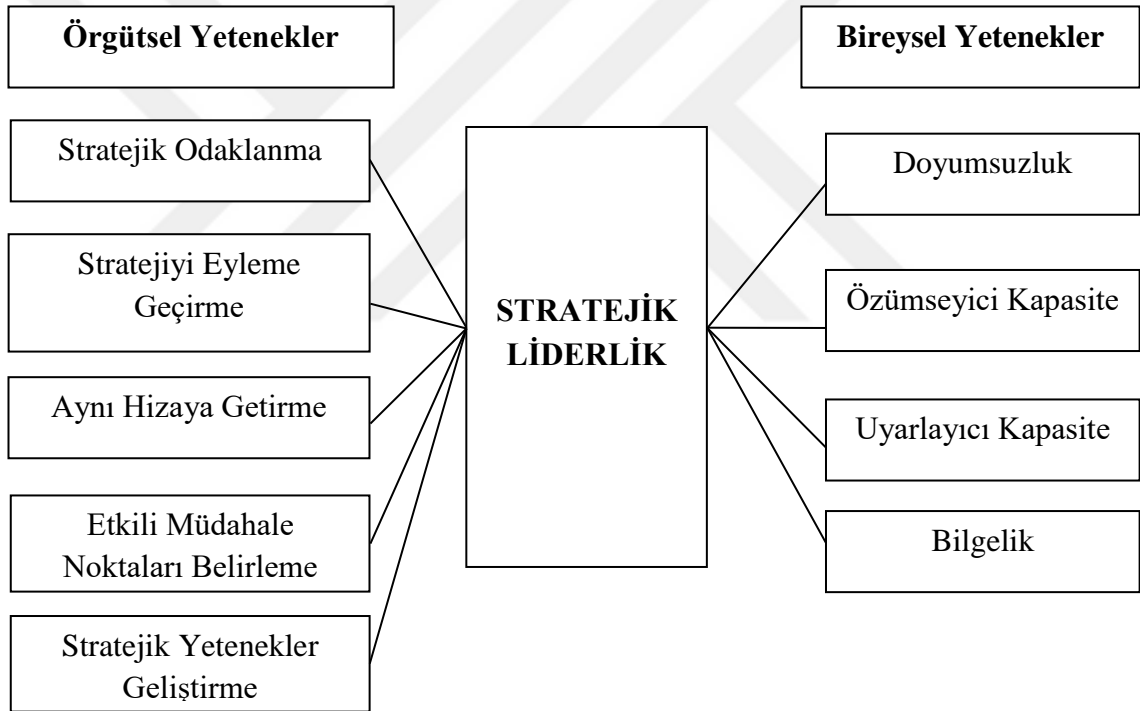 Örgütsel Yetenekler
Bireysel Yetenekler
Stratejik Odaklanma
Stratejiyi Eyleme
Geçirme
Aynı Hizaya Getirme
Etkili Müdahale
Noktaları Belirleme
Stratejik Yetenekler
Geliştirme
STRATEJİK
LİDERLİK
Doyumsuzluk
Özümseyici Kapasite
Uyarlayıcı Kapasite
Bilgelik